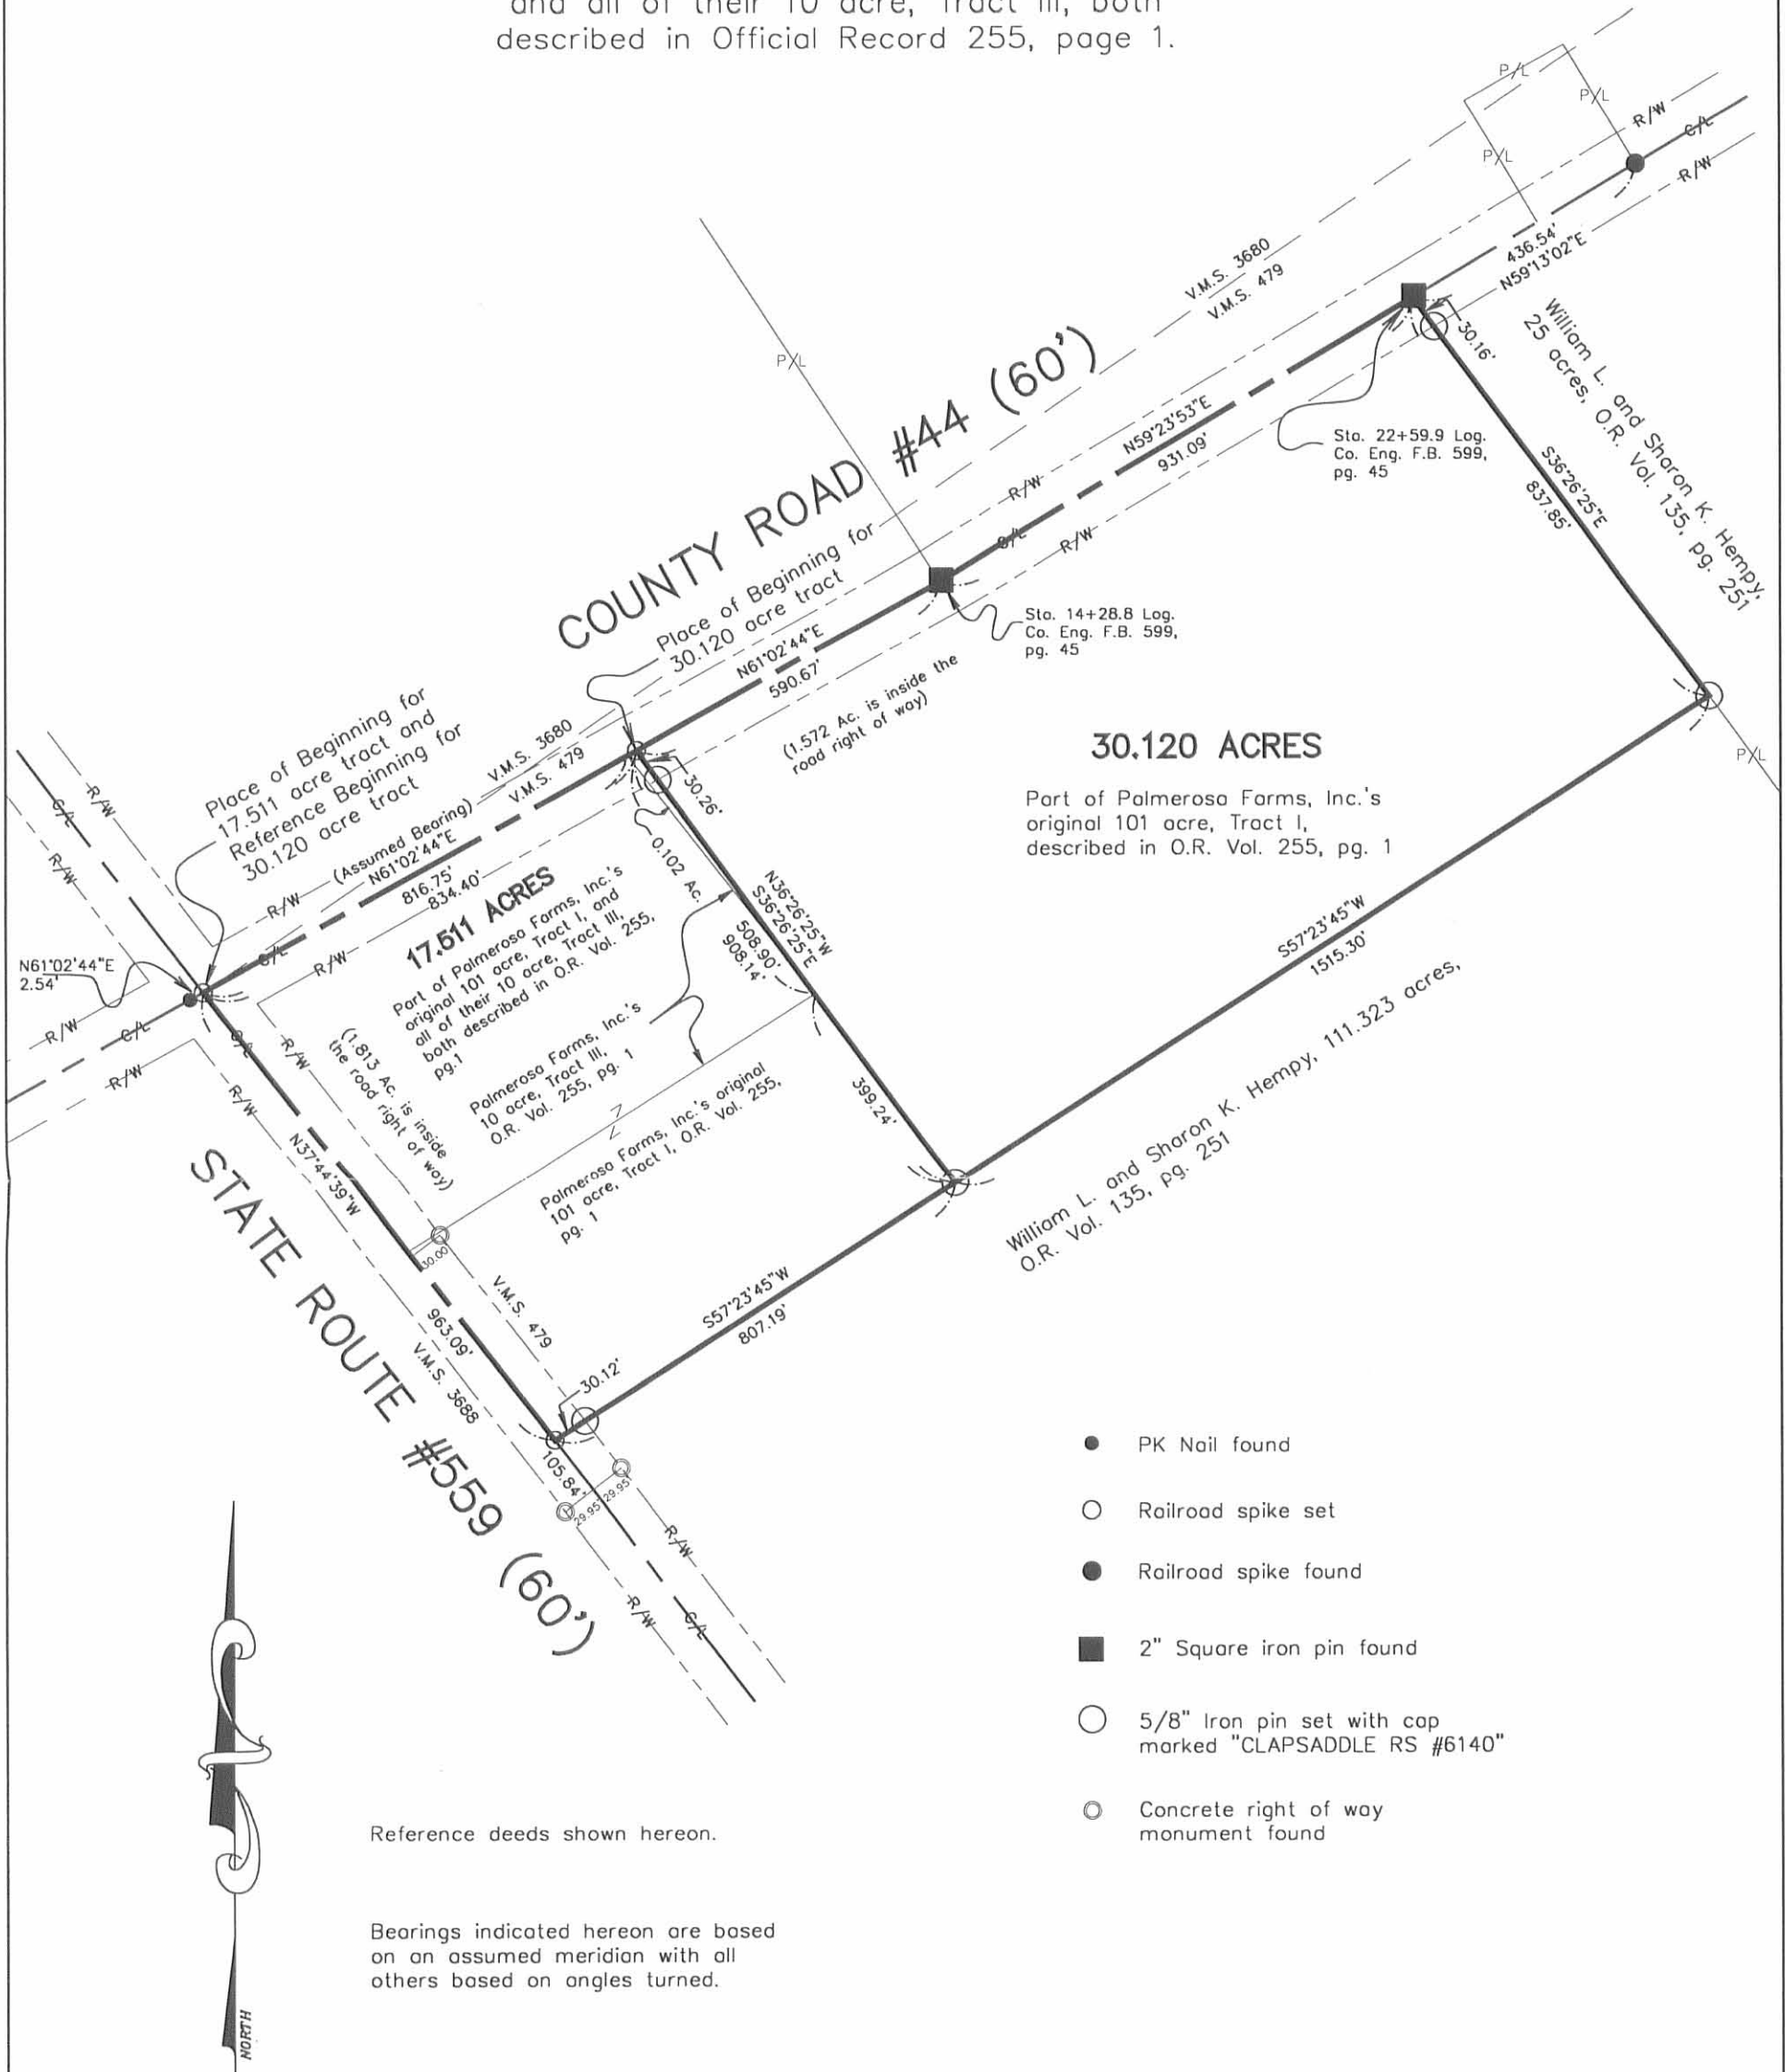 and all of their 10 acre, Tract III, both
described in Official Record 255, page 1.
P/L
P/L
P/L
R/W
C/L
R/W
436.54'
N59°13'02"E
V.M.S. 3680
V.M.S. 479
P/L
30.16'
William L. and Sharon K. Hempy,
25 acres, O.R. Vol. 135, pg. 251
COUNTY ROAD #44 (60')
N59°23'53"E
931.09'
Sta. 22+59.9 Log.
Co. Eng. F.B. 599,
pg. 45
S36°26'25"E
837.85'
R/W
C/L
R/W
Place of Beginning for
30.120 acre tract
Sta. 14+28.8 Log.
Co. Eng. F.B. 599,
pg. 45
N61°02'44"E
590.67'
(1.572 Ac. is inside the
road right of way)
30.120 ACRES
Part of Palmerosa Farms, Inc.'s
original 101 acre, Tract I,
described in O.R. Vol. 255, pg. 1
P/L
Place of Beginning for
17.511 acre tract and
Reference Beginning for
30.120 acre tract
V.M.S. 3680
V.M.S. 479
C/L
R/W
R/W
R/W
(Assumed Bearing)
N61°02'44"E
816.75'
834.40'
30.26'
0.102 Ac.
N36°26'25"W
S36°26'25"E
508.90'
908.14'
17.511 ACRES
Part of Palmerosa Farms, Inc.'s
original 101 acre, Tract I, and
all of their 10 acre, Tract III,
both described in O.R. Vol. 255,
pg.1
S57°23'45"W
1515.30'
N61°02'44"E
2.54'
C/L
R/W
R/W
C/L
R/W
C/L
R/W
R/W
(1.813 Ac. is inside
the road right of way)
Palmerosa Farms, Inc.'s
10 acre, Tract III,
O.R. Vol. 255, pg. 1
Z
399.24'
William L. and Sharon K. Hempy, 111.323 acres,
O.R. Vol. 135, pg. 251
Palmerosa Farms, Inc.'s original
101 acre, Tract I, O.R. Vol. 255,
pg. 1
N37°44'39"W
30.00
STATE ROUTE #559 (60')
963.09'
V.M.S. 479
V.M.S. 3688
S57°23'45"W
807.19'
30.12'
105.84'
29.95'
29.95
R/W
R/W
C/L
PK Nail found
Railroad spike set
Railroad spike found
2" Square iron pin found
5/8" Iron pin set with cap
marked "CLAPSADDLE RS #6140"
Concrete right of way
monument found
Reference deeds shown hereon.
Bearings indicated hereon are based
on an assumed meridian with all
others based on angles turned.
NORTH